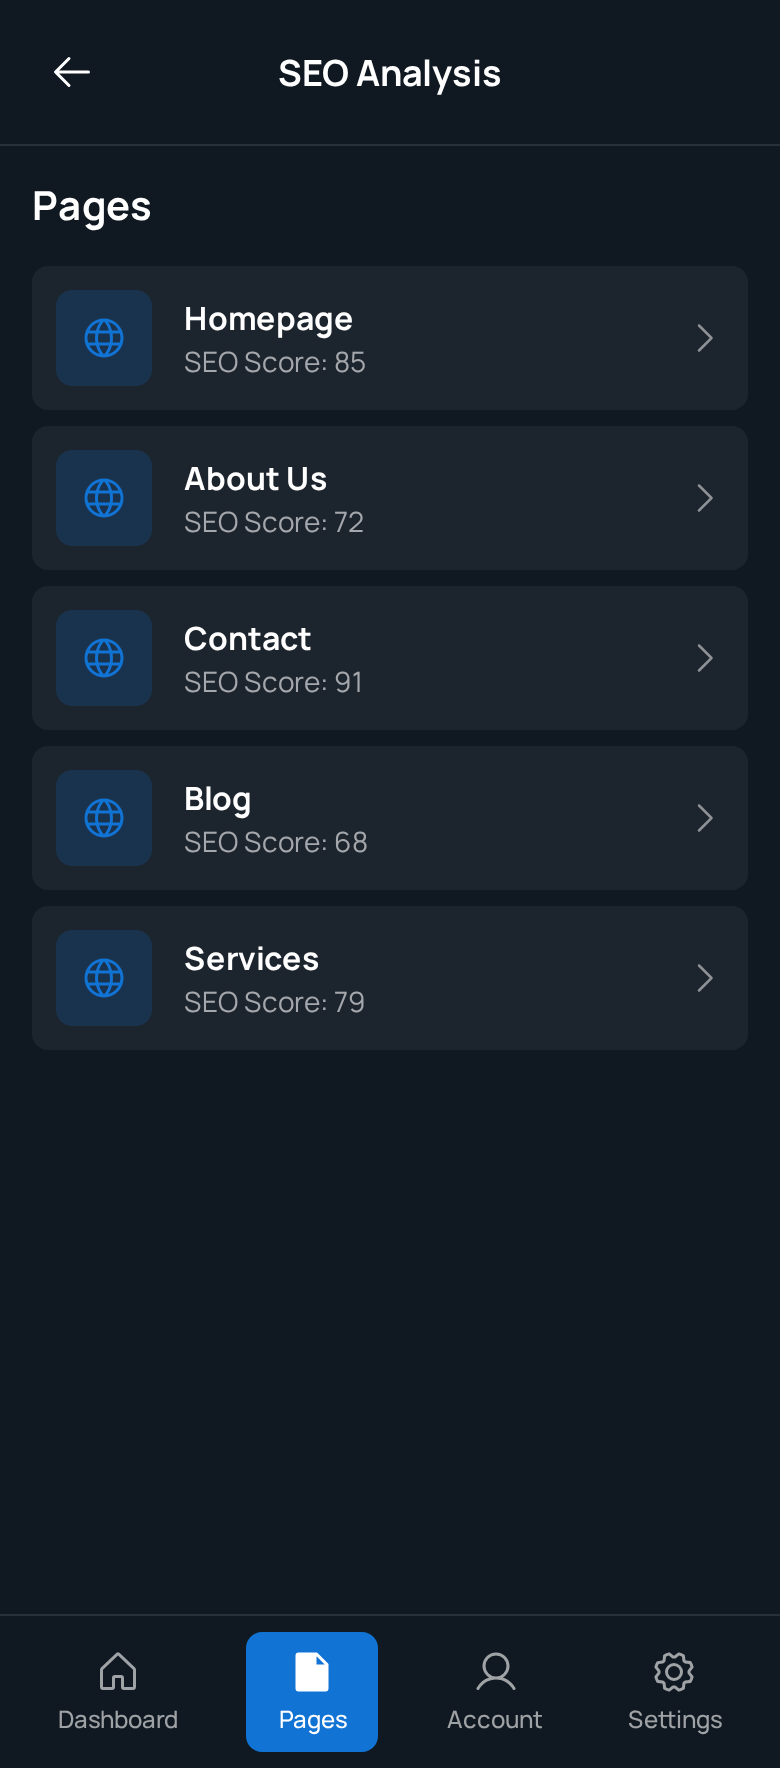 SEO Analysis
Pages
Homepage
SEO Score: 85
About Us
SEO Score: 72
Contact
SEO Score: 91
Blog
SEO Score: 68
Services
SEO Score: 79
Dashboard
Pages
Account
Settings